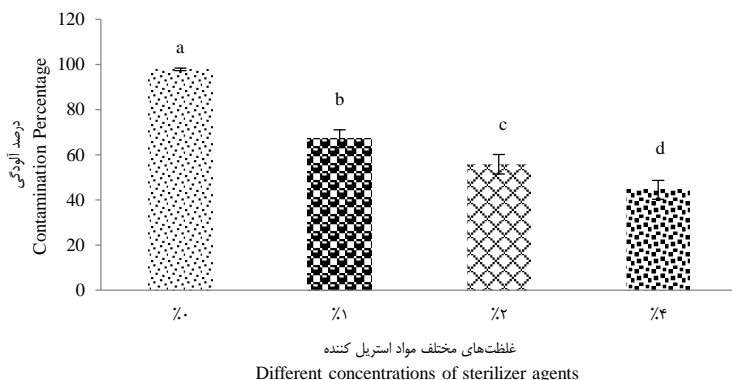 درصد آلودگی
Contamination Percentage
120
100
80
60
40
20
0
a
b
c
d
٪۰
٪۱
٪۲
٪۴
غلظت‌های مختلف مواد استریل کننده
Different concentrations of sterilizer agents